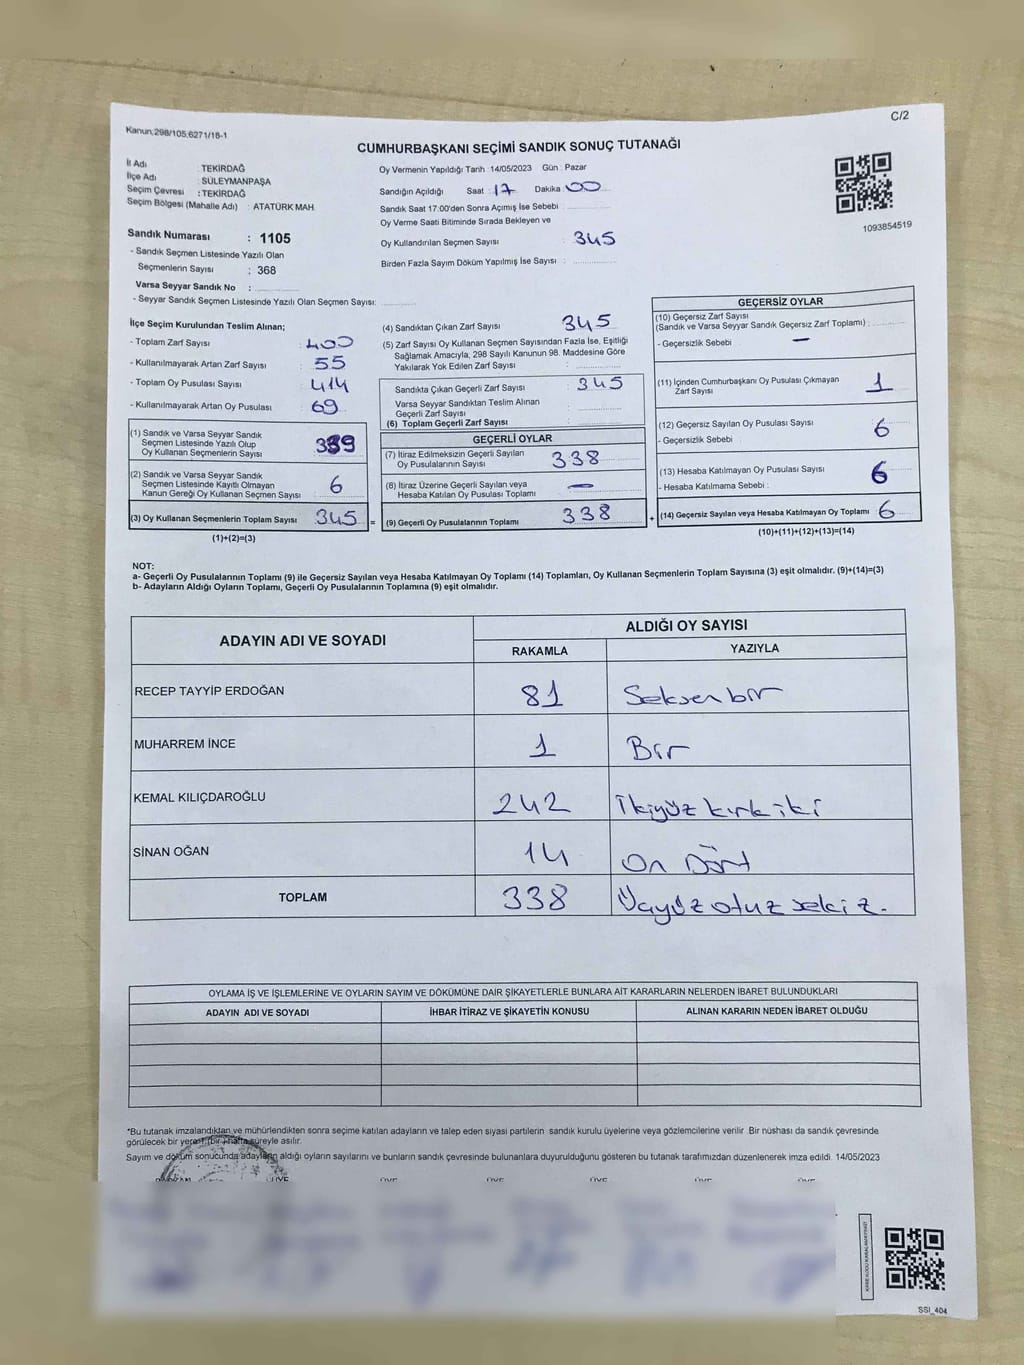 Kanun:298/105,6271/16-1
C/2
CUMHURBAŞKANI SEÇİMİ SANDIK SONUÇ TUTANAĞI
İl Adı : TEKİRDAĞ
İlçe Adı : SÜLEYMANPAŞA
Seçim Çevresi : TEKİRDAĞ
Seçim Bölgesi (Mahalle Adı) : ATATÜRK MAH.
Sandık Numarası : 1105
- Sandık Seçmen Listesinde Yazılı Olan
Seçmenlerin Sayısı : 368
Varsa Seyyar Sandık No :
- Seyyar Sandık Seçmen Listesinde Yazılı Olan Seçmen Sayısı:
Oy Vermenin Yapıldığı Tarih :14/05/2023 Gün : Pazar
Sandığın Açıldığı Saat : 17 Dakika : 00
Sandık Saat 17:00'den Sonra Açımış İse Sebebi :
Oy Verme Saati Bitiminde Sırada Bekleyen ve
Oy Kullandırılan Seçmen Sayısı : 345
Birden Fazla Sayım Döküm Yapılmış İse Sayısı :
1093854519
İlçe Seçim Kurulundan Teslim Alınan;
- Toplam Zarf Sayısı : 400
- Kullanılmayarak Artan Zarf Sayısı : 55
- Toplam Oy Pusulası Sayısı : 414
- Kullanılmayarak Artan Oy Pusulası : 69
(1) Sandık ve Varsa Seyyar Sandık
Seçmen Listesinde Yazılı Olup
Oy Kullanan Seçmenlerin Sayısı 339
(2) Sandık ve Varsa Seyyar Sandık
Seçmen Listesinde Kayıtlı Olmayan
Kanun Gereği Oy Kullanan Seçmen Sayısı : 6
(3) Oy Kullanan Seçmenlerin Toplam Sayısı : 345 =
(1)+(2)=(3)
(4) Sandıktan Çıkan Zarf Sayısı : 345
(5) Zarf Sayısı Oy Kullanan Seçmen Sayısından Fazla İse, Eşitliği
Sağlamak Amacıyla, 298 Sayılı Kanunun 98. Maddesine Göre
Yakılarak Yok Edilen Zarf Sayısı :
Sandıkta Çıkan Geçerli Zarf Sayısı : 345
Varsa Seyyar Sandıktan Teslim Alınan
Geçerli Zarf Sayısı :
(6) Toplam Geçerli Zarf Sayısı :
GEÇERLİ OYLAR
(7) İtiraz Edilmeksizin Geçerli Sayılan
Oy Pusulalarının Sayısı 338
(8) İtiraz Üzerine Geçerli Sayılan veya
Hesaba Katılan Oy Pusulası Toplamı : —
(9) Geçerli Oy Pusulalarının Toplamı : 338 +
GEÇERSİZ OYLAR
(10) Geçersiz Zarf Sayısı
(Sandık ve Varsa Seyyar Sandık Geçersiz Zarf Toplamı) :
- Geçersizlik Sebebi : —
(11) İçinden Cumhurbaşkanı Oy Pusulası Çıkmayan
Zarf Sayısı : 1
(12) Geçersiz Sayılan Oy Pusulası Sayısı : 6
- Geçersizlik Sebebi :
(13) Hesaba Katılmayan Oy Pusulası Sayısı : 6
- Hesaba Katılmama Sebebi :
(14) Geçersiz Sayılan veya Hesaba Katılmayan Oy Toplamı : 6
(10)+(11)+(12)+(13)=(14)
NOT:
a- Geçerli Oy Pusulalarının Toplamı (9) ile Geçersiz Sayılan veya Hesaba Katılmayan Oy Toplamı (14) Toplamları, Oy Kullanan Seçmenlerin Toplam Sayısına (3) eşit olmalıdır. (9)+(14)=(3)
b- Adayların Aldığı Oyların Toplamı, Geçerli Oy Pusulalarının Toplamına (9) eşit olmalıdır.
ADAYIN ADI VE SOYADI ALDIĞI OY SAYISI
RAKAMLA YAZIYLA
RECEP TAYYİP ERDOĞAN 81 Seksen bir
MUHARREM İNCE 1 Bir
KEMAL KILIÇDAROĞLU 242 İkiyüz kırk iki
SİNAN OĞAN 14 On Dört
TOPLAM 338 Üçyüz otuz sekiz.
OYLAMA İŞ VE İŞLEMLERİNE VE OYLARIN SAYIM VE DÖKÜMÜNE DAİR ŞİKAYETLERLE BUNLARA AİT KARARLARIN NELERDEN İBARET BULUNDUKLARI
ADAYIN ADI VE SOYADI İHBAR İTİRAZ VE ŞİKAYETİN KONUSU ALINAN KARARIN NEDEN İBARET OLDUĞU
*Bu tutanak imzalandıktan ve mühürlendikten sonra seçime katılan adayların ve talep eden siyasi partilerin sandık kurulu üyelerine veya gözlemcilerine verilir. Bir nüshası da sandık çevresinde
görülecek bir yere 1 (bir) hafta süreyle asılır.
Sayım ve döküm sonucunda adayların aldığı oyların sayılarını ve bunların sandık çevresinde bulunanlara duyurulduğunu gösteren bu tutanak tarafımızdan düzenlenerek imza edildi. 14/05/2023
ÜYE ÜYE ÜYE ÜYE ÜYE ÜYE
SSI_404